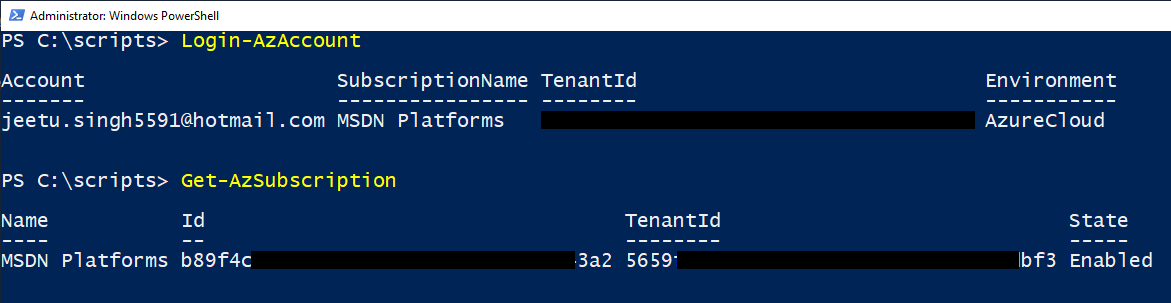 Administrator: Windows PowerShell
PS C:\scripts> Login-AzAccount
Account SubscriptionName TenantId Environment
------- ---------------- -------- -----------
jeetu.singh5591@hotmail.com MSDN Platforms AzureCloud
PS C:\scripts> Get-AzSubscription
Name Id TenantId State
---- -- -------- -----
MSDN Platforms b89f4c 3a2 5659 bf3 Enabled